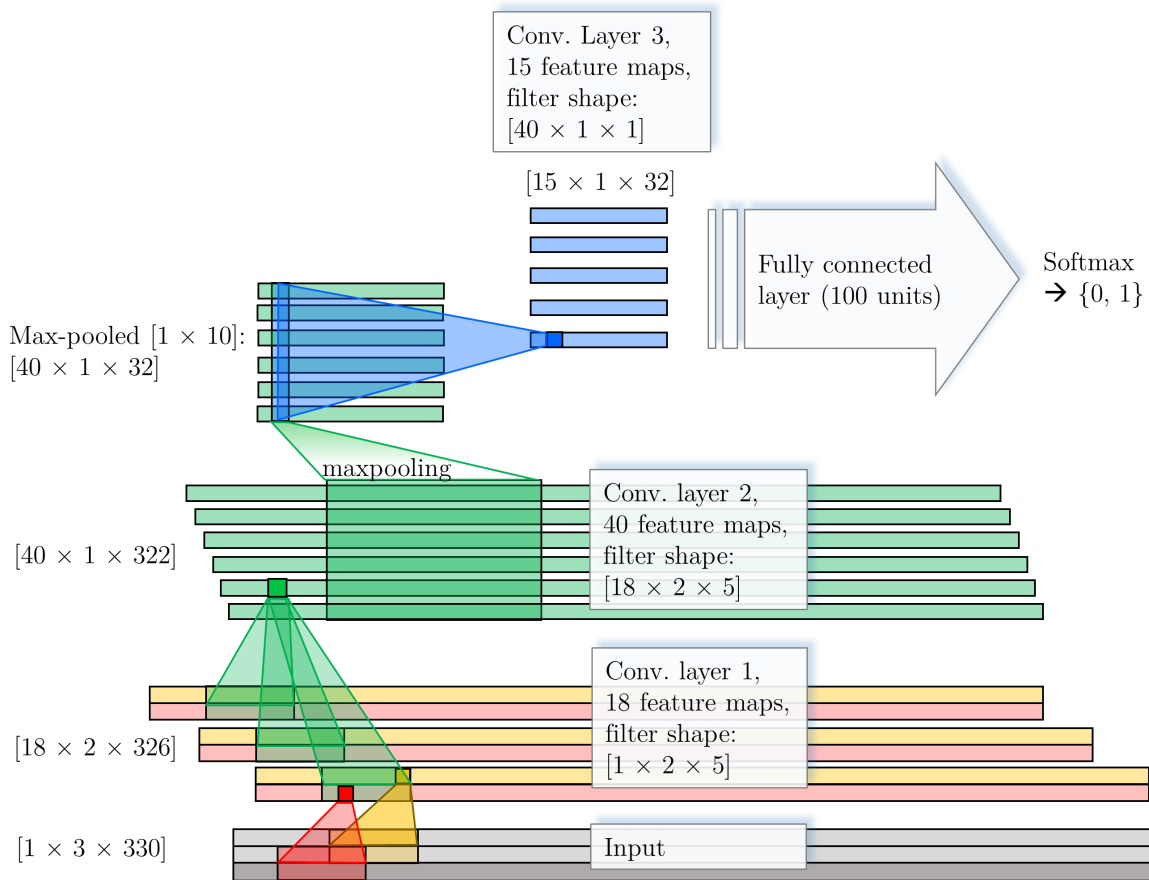 Conv. Layer 3,
15 feature maps,
filter shape:
[40 × 1 × 1]
[15 × 1 × 32]
Fully connected
layer (100 units)
Softmax
➔ {0, 1}
Max-pooled [1 × 10]:
[40 × 1 × 32]
maxpooling
Conv. layer 2,
40 feature maps,
filter shape:
[18 × 2 × 5]
[40 × 1 × 322]
Conv. layer 1,
18 feature maps,
filter shape:
[1 × 2 × 5]
[18 × 2 × 326]
[1 × 3 × 330]
Input